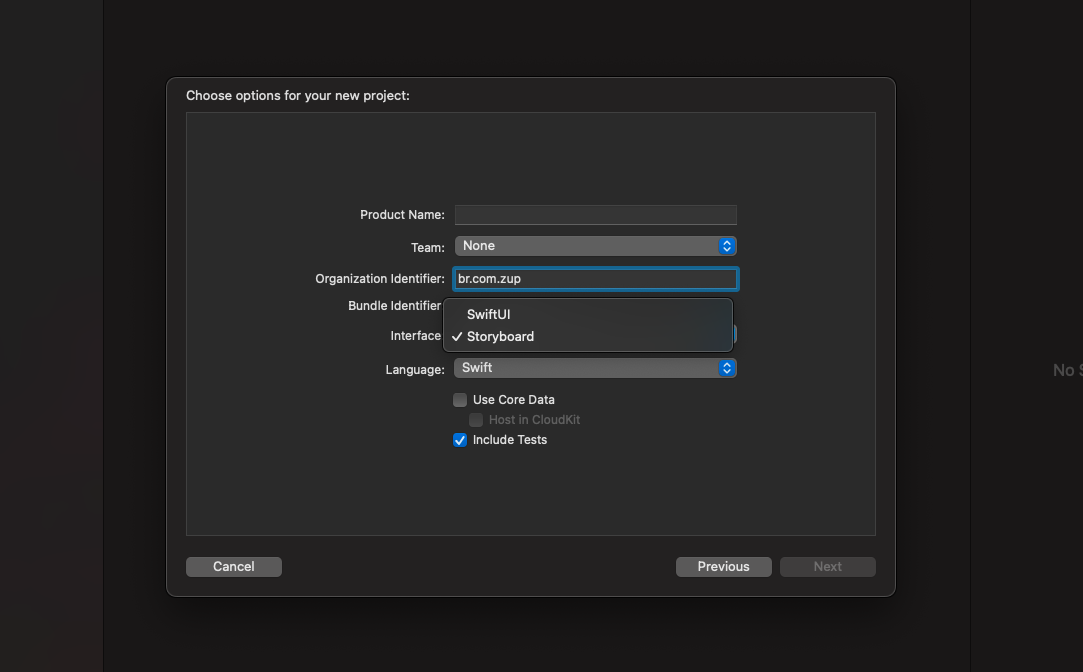 Choose options for your new project:
Product Name:
Team: None
Organization Identifier: br.com.zup
Bundle Identifier
SwiftUI
Interface ✓ Storyboard
Language: Swift
Use Core Data
Host in CloudKit
Include Tests
No
Cancel Previous Next